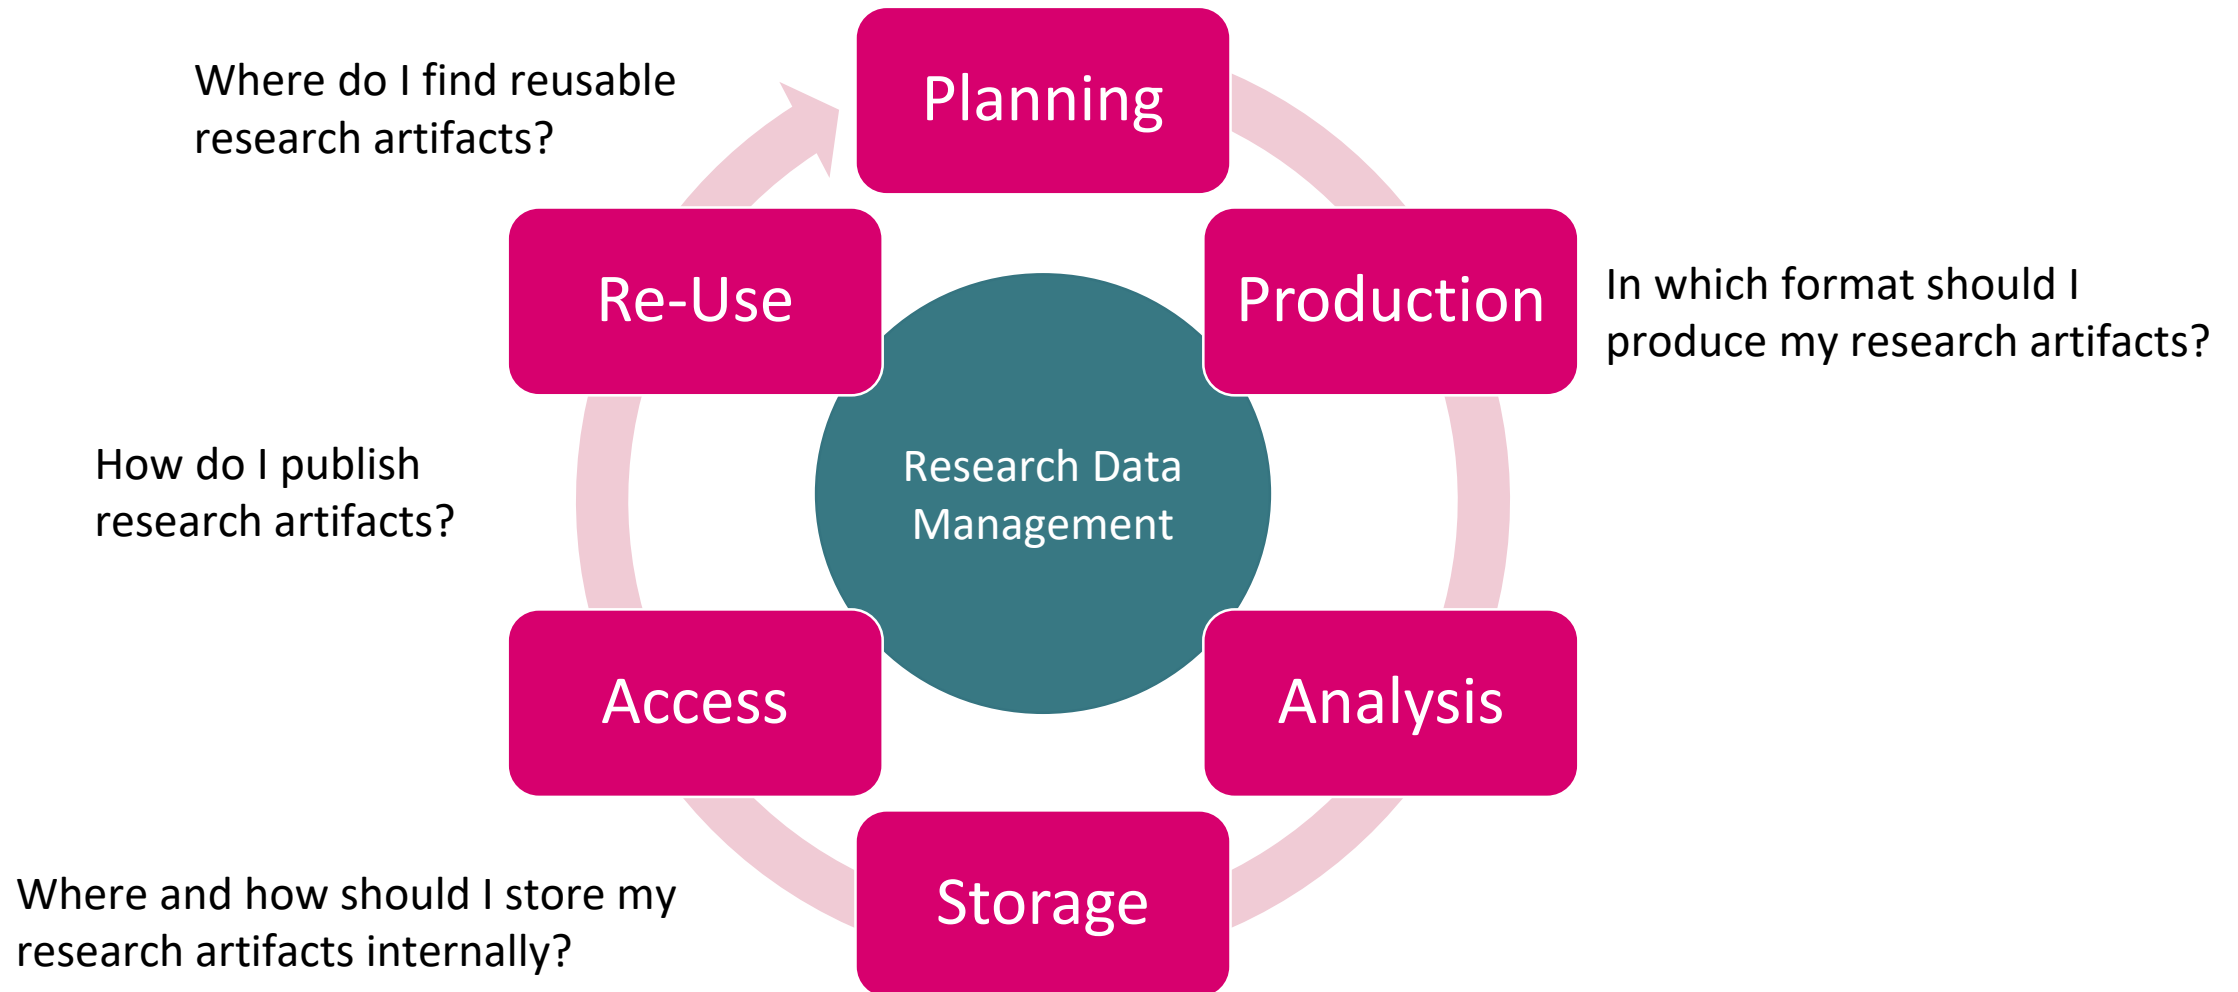 Planning
Where do I find reusable
research artifacts?
Re-Use
Production
In which format should I
produce my research artifacts?
Research Data
Management
How do I publish
research artifacts?
Access
Analysis
Storage
Where and how should I store my
research artifacts internally?